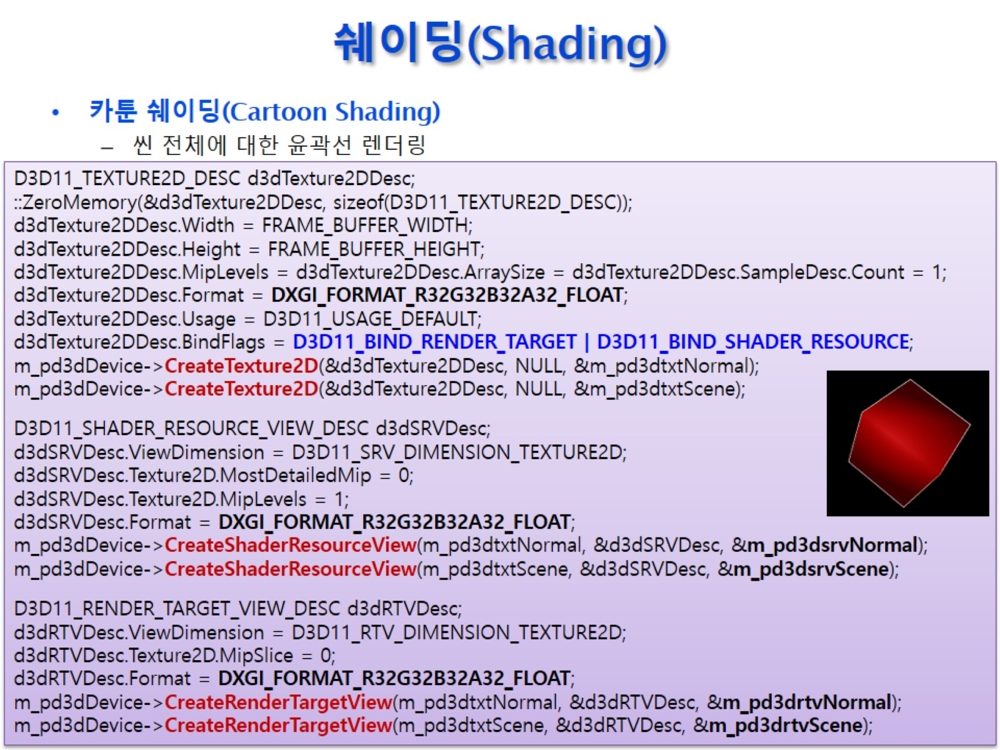 쉐이딩(Shading)
• 카툰 쉐이딩(Cartoon Shading)
– 씬 전체에 대한 윤곽선 렌더링
D3D11_TEXTURE2D_DESC d3dTexture2DDesc;
::ZeroMemory(&d3dTexture2DDesc, sizeof(D3D11_TEXTURE2D_DESC));
d3dTexture2DDesc.Width = FRAME_BUFFER_WIDTH;
d3dTexture2DDesc.Height = FRAME_BUFFER_HEIGHT;
d3dTexture2DDesc.MipLevels = d3dTexture2DDesc.ArraySize = d3dTexture2DDesc.SampleDesc.Count = 1;
d3dTexture2DDesc.Format = DXGI_FORMAT_R32G32B32A32_FLOAT;
d3dTexture2DDesc.Usage = D3D11_USAGE_DEFAULT;
d3dTexture2DDesc.BindFlags = D3D11_BIND_RENDER_TARGET | D3D11_BIND_SHADER_RESOURCE;
m_pd3dDevice->CreateTexture2D(&d3dTexture2DDesc, NULL, &m_pd3dtxtNormal);
m_pd3dDevice->CreateTexture2D(&d3dTexture2DDesc, NULL, &m_pd3dtxtScene);
D3D11_SHADER_RESOURCE_VIEW_DESC d3dSRVDesc;
d3dSRVDesc.ViewDimension = D3D11_SRV_DIMENSION_TEXTURE2D;
d3dSRVDesc.Texture2D.MostDetailedMip = 0;
d3dSRVDesc.Texture2D.MipLevels = 1;
d3dSRVDesc.Format = DXGI_FORMAT_R32G32B32A32_FLOAT;
m_pd3dDevice->CreateShaderResourceView(m_pd3dtxtNormal, &d3dSRVDesc, &m_pd3dsrvNormal);
m_pd3dDevice->CreateShaderResourceView(m_pd3dtxtScene, &d3dSRVDesc, &m_pd3dsrvScene);
D3D11_RENDER_TARGET_VIEW_DESC d3dRTVDesc;
d3dRTVDesc.ViewDimension = D3D11_RTV_DIMENSION_TEXTURE2D;
d3dRTVDesc.Texture2D.MipSlice = 0;
d3dRTVDesc.Format = DXGI_FORMAT_R32G32B32A32_FLOAT;
m_pd3dDevice->CreateRenderTargetView(m_pd3dtxtNormal, &d3dRTVDesc, &m_pd3drtvNormal);
m_pd3dDevice->CreateRenderTargetView(m_pd3dtxtScene, &d3dRTVDesc, &m_pd3drtvScene);